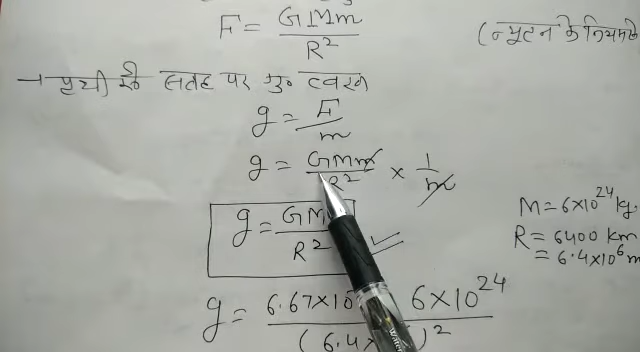 F = GMm / R² (न्यूटन के नियम से
→ पृथ्वी की सतह पर गु० त्वरण
g = F / m
g = GMm / R² × 1 / m
g = GM / R² ✓
M = 6×10²⁴ kg
R = 6400 km
= 6.4×10⁶ m
g = 6.67×10 6×10²⁴ / (6.4× )²